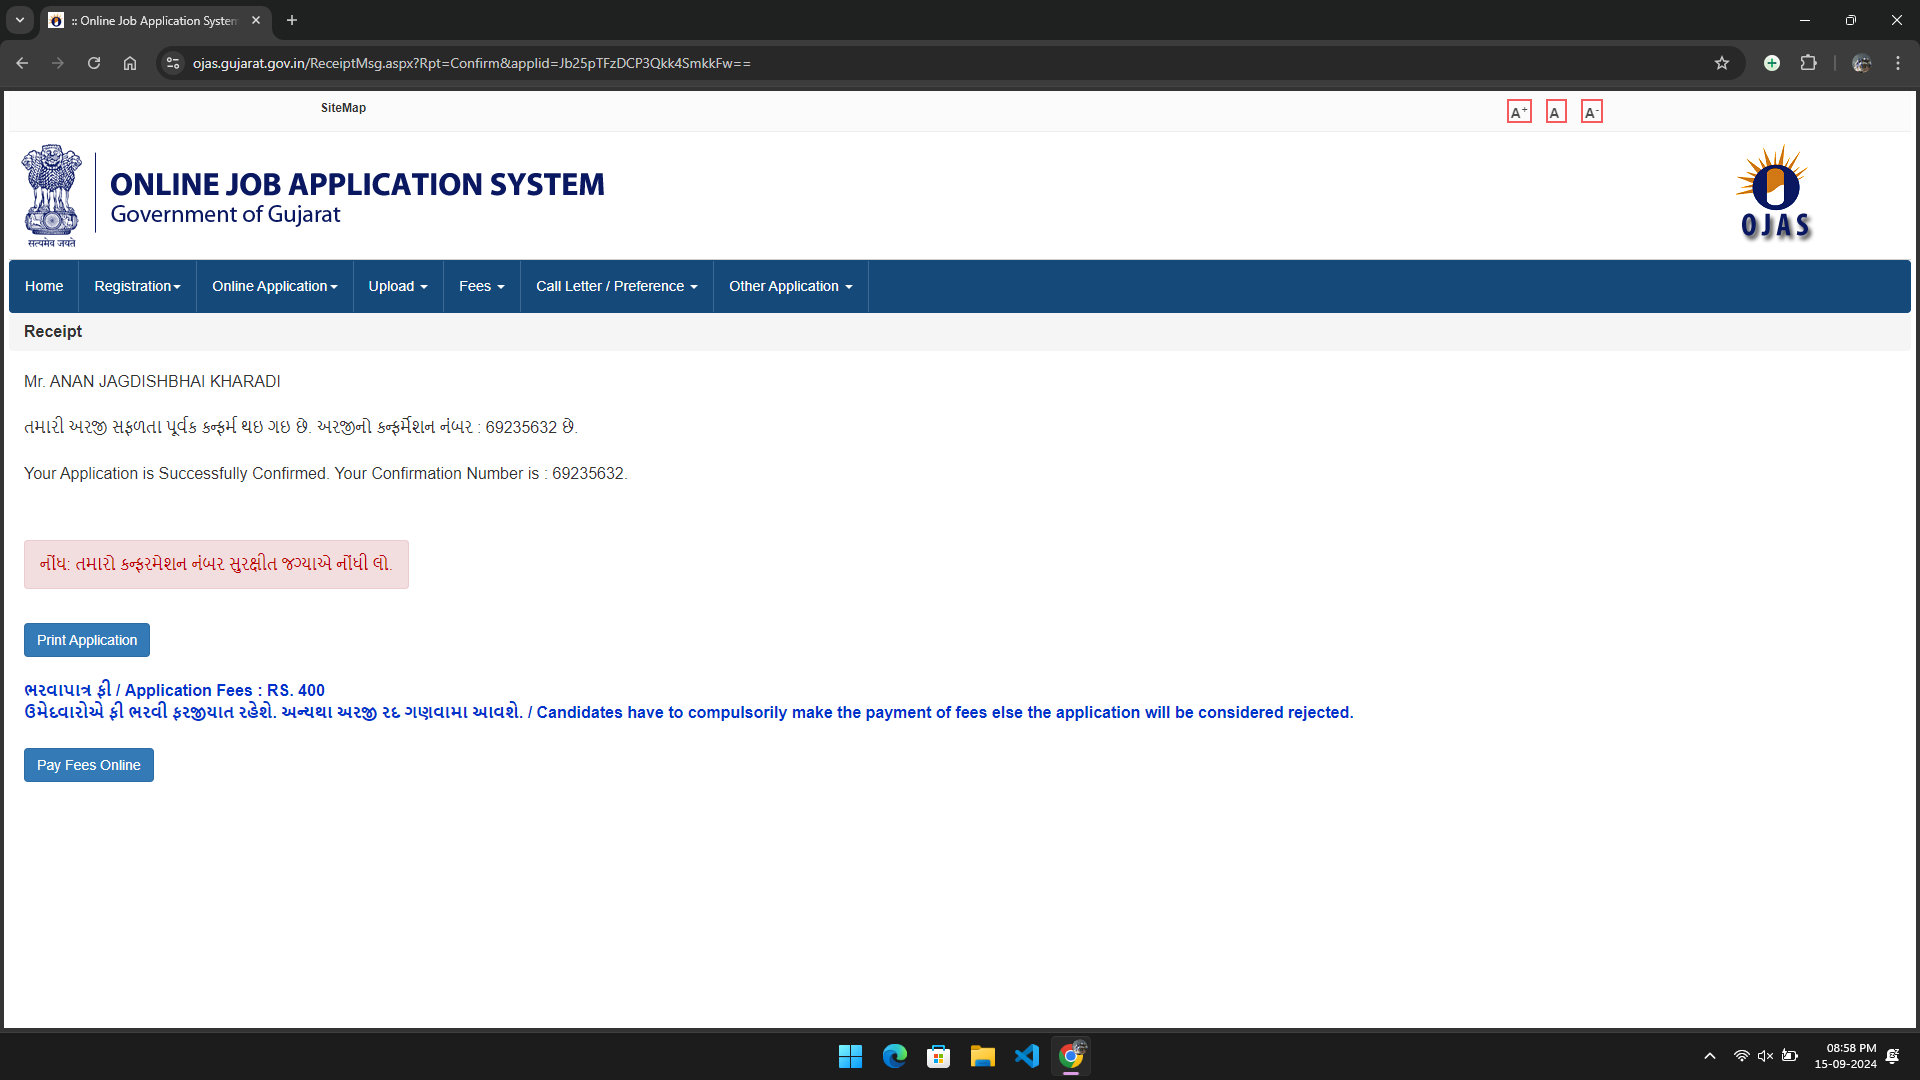 :: Online Job Application System
ojas.gujarat.gov.in/ReceiptMsg.aspx?Rpt=Confirm&applid=Jb25pTFzDCP3Qkk4SmkkFw==
SiteMap
A+ A A-
सत्यमेव जयते
ONLINE JOB APPLICATION SYSTEM
Government of Gujarat
OJAS
Home Registration Online Application Upload Fees Call Letter / Preference Other Application
Receipt
Mr. ANAN JAGDISHBHAI KHARADI
તમારી અરજી સફળતા પૂર્વક કન્ફર્મ થઇ ગઇ છે. અરજીનો કન્ફર્મેશન નંબર : 69235632 છે.
Your Application is Successfully Confirmed. Your Confirmation Number is : 69235632.
નોંધ: તમારો કન્ફરમેશન નંબર સુરક્ષીત જગ્યાએ નોંધી લો.
Print Application
ભરવાપાત્ર ફી / Application Fees : RS. 400
ઉમેદવારોએ ફી ભરવી ફરજીયાત રહેશે. અન્યથા અરજી રદ ગણવામા આવશે. / Candidates have to compulsorily make the payment of fees else the application will be considered rejected.
Pay Fees Online
08:58 PM
15-09-2024